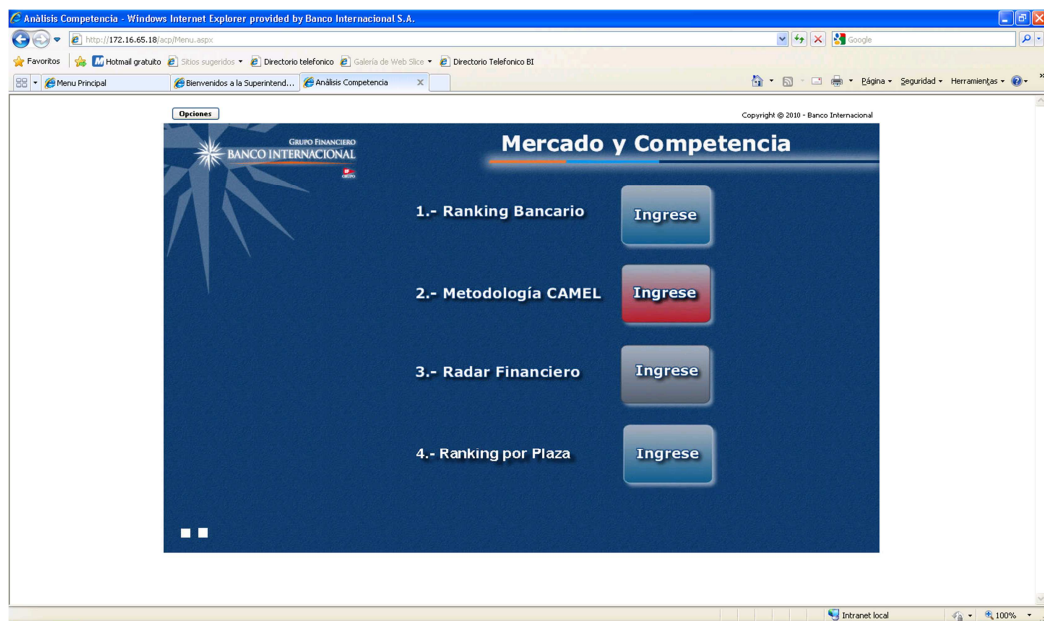 Anàlisis Competencia - Windows Internet Explorer provided by Banco Internacional S.A.
http://172.16.65.18/acp/Menu.aspx
Google
Favoritos Hotmail gratuito Sitios sugeridos Directorio telefonico Galería de Web Slice Directorio Telefonico BI
Menu Principal Bienvenidos a la Superintend... Anàlisis Competencia X Página Seguridad Herramientas
Opciones Copyright @ 2010 - Banco Internacional
GRUPO FINANCIERO
BANCO INTERNACIONAL
Mercado y Competencia
1.- Ranking Bancario Ingrese
2.- Metodología CAMEL Ingrese
3.- Radar Financiero Ingrese
4.- Ranking por Plaza Ingrese
Intranet local 100%